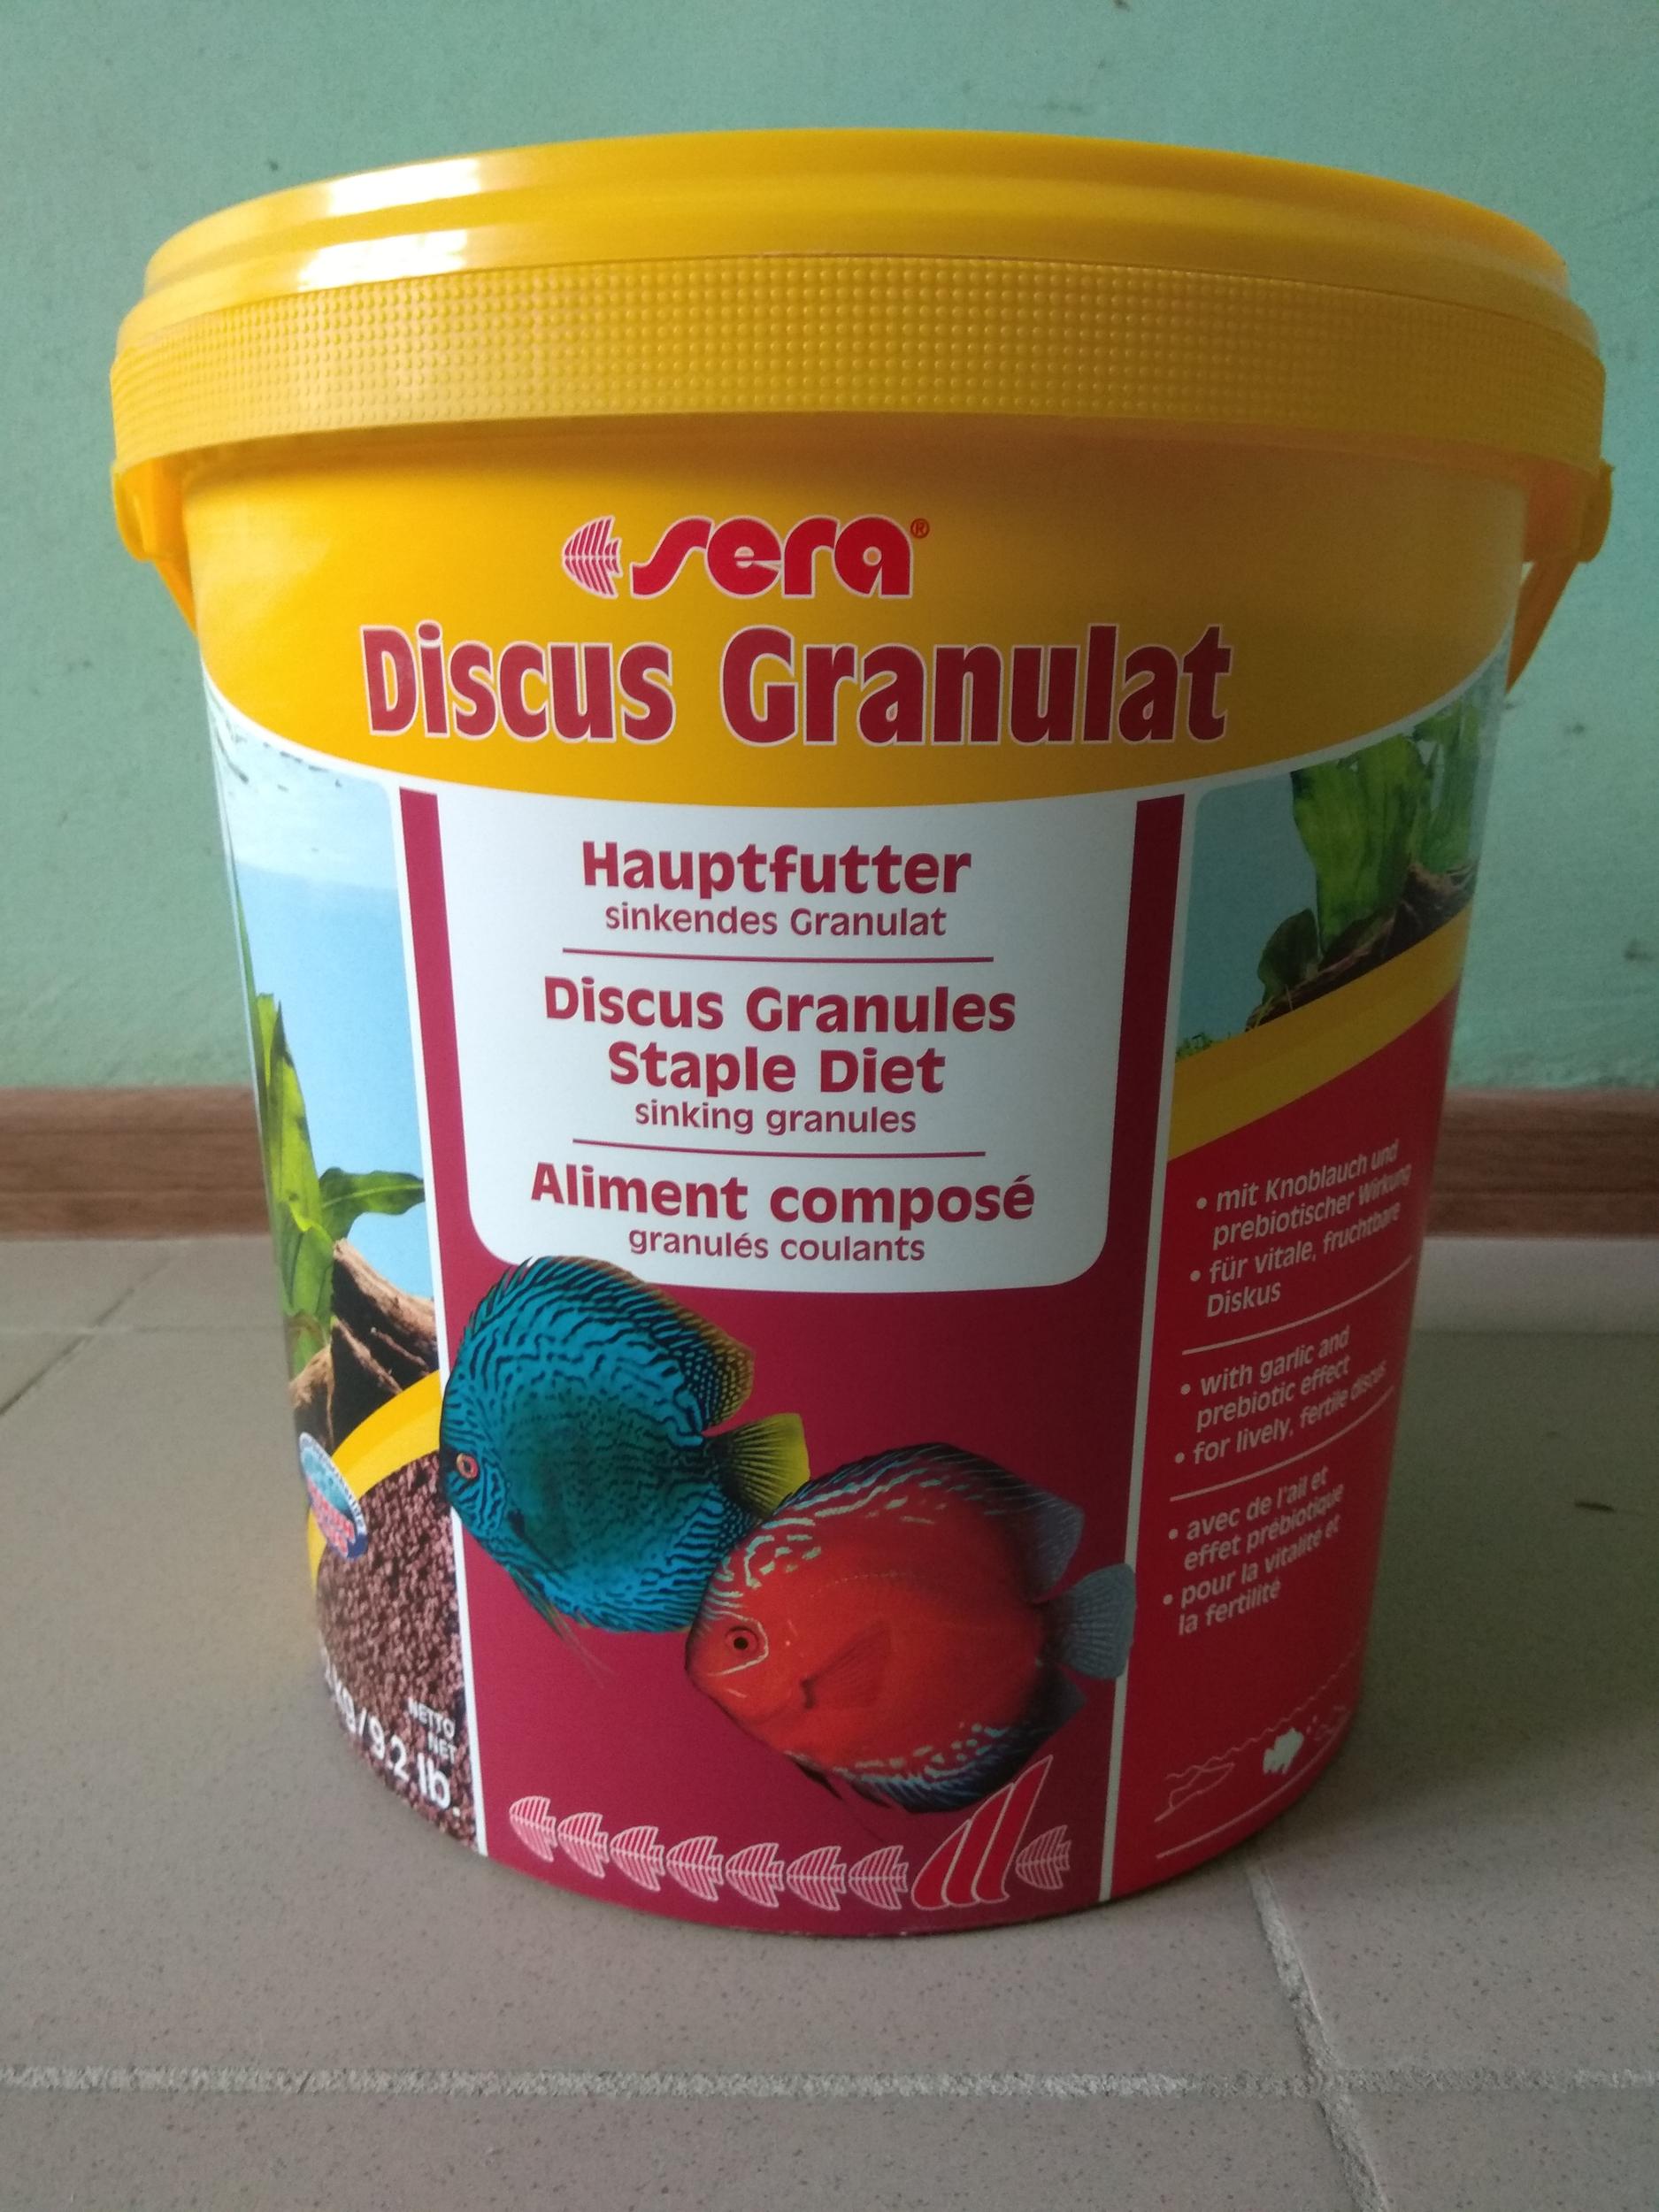 sera®
Discus Granulat
Hauptfutter
sinkendes Granulat
Discus Granules
Staple Diet
sinking granules
Aliment composé
granulés coulants
• mit Knoblauch und
prebiotischer Wirkung
• für vitale, fruchtbare
Diskus
• with garlic and
prebiotic effect
• for lively, fertile discus
• avec de l'ail et
effet prébiotique
• pour la vitalité et
la fertilité
NETTO
NET
kg/9.2 lb.